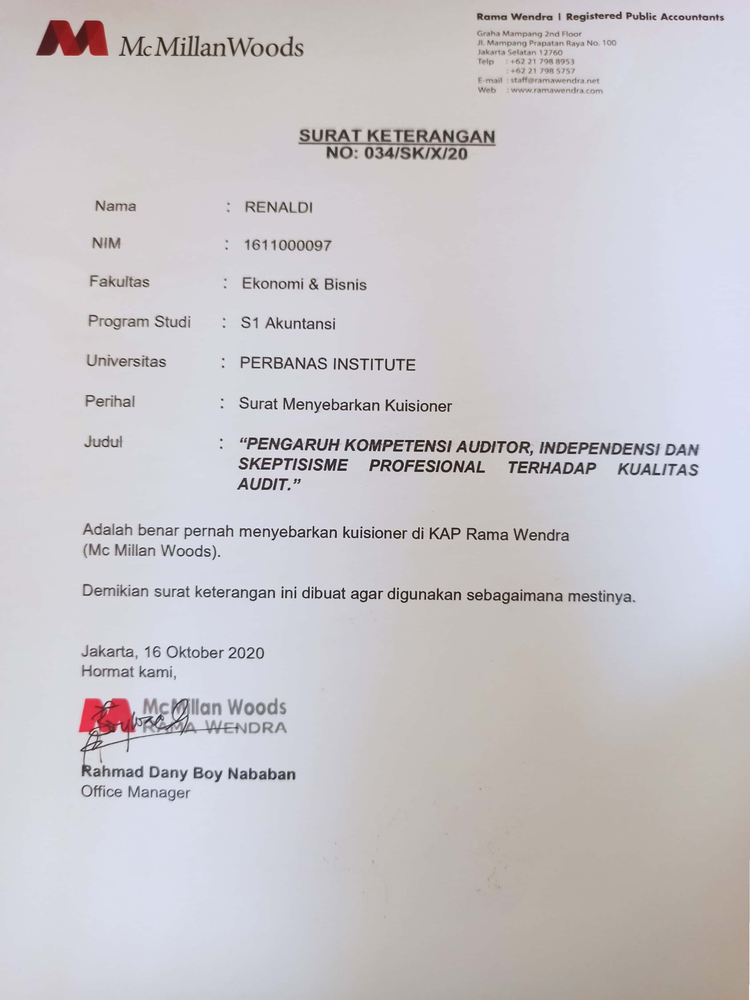 McMillanWoods
Rama Wendra | Registered Public Accountants
Graha Mampang 2nd Floor
Jl. Mampang Prapatan Raya No. 100
Jakarta Selatan 12760
Telp : +62 21 798 8953
: +62 21 798 5757
E-mail : staff@ramawendra.net
Web : www.ramawendra.com
SURAT KETERANGAN
NO: 034/SK/X/20
Nama : RENALDI
NIM : 1611000097
Fakultas : Ekonomi & Bisnis
Program Studi : S1 Akuntansi
Universitas : PERBANAS INSTITUTE
Perihal : Surat Menyebarkan Kuisioner
Judul : “PENGARUH KOMPETENSI AUDITOR, INDEPENDENSI DAN
SKEPTISISME PROFESIONAL TERHADAP KUALITAS
AUDIT.”
Adalah benar pernah menyebarkan kuisioner di KAP Rama Wendra
(Mc Millan Woods).
Demikian surat keterangan ini dibuat agar digunakan sebagaimana mestinya.
Jakarta, 16 Oktober 2020
Hormat kami,
McMillan Woods
RAMA WENDRA
Rahmad Dany Boy Nababan
Office Manager